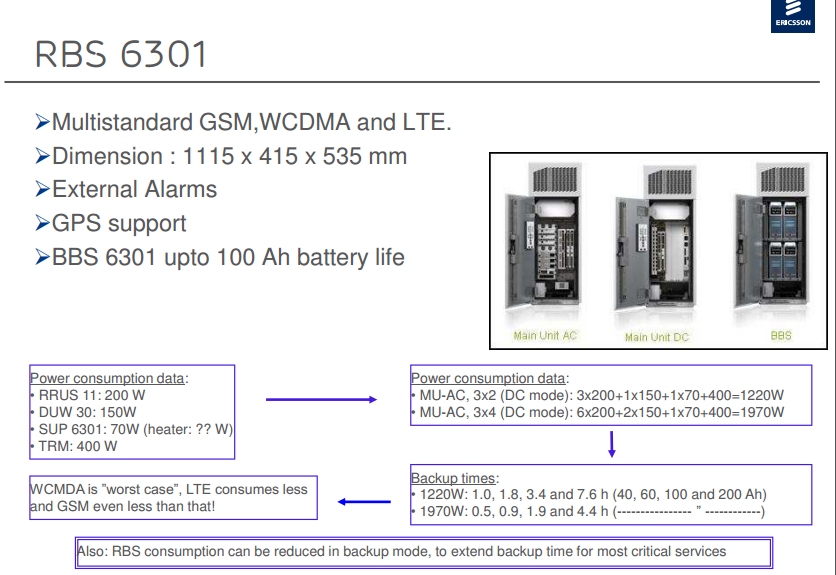 ERICSSON
RBS 6301
➢Multistandard GSM,WCDMA and LTE.
➢Dimension : 1115 x 415 x 535 mm
➢External Alarms
➢GPS support
➢BBS 6301 upto 100 Ah battery life
Main Unit AC
Main Unit DC
BBS
Power consumption data:
• RRUS 11: 200 W
• DUW 30: 150W
• SUP 6301: 70W (heater: ?? W)
• TRM: 400 W
Power consumption data:
• MU-AC, 3x2 (DC mode): 3x200+1x150+1x70+400=1220W
• MU-AC, 3x4 (DC mode): 6x200+2x150+1x70+400=1970W
Backup times:
• 1220W: 1.0, 1.8, 3.4 and 7.6 h (40, 60, 100 and 200 Ah)
• 1970W: 0.5, 0.9, 1.9 and 4.4 h (---------------- ” ------------)
WCMDA is ”worst case”, LTE consumes less
and GSM even less than that!
Also: RBS consumption can be reduced in backup mode, to extend backup time for most critical services